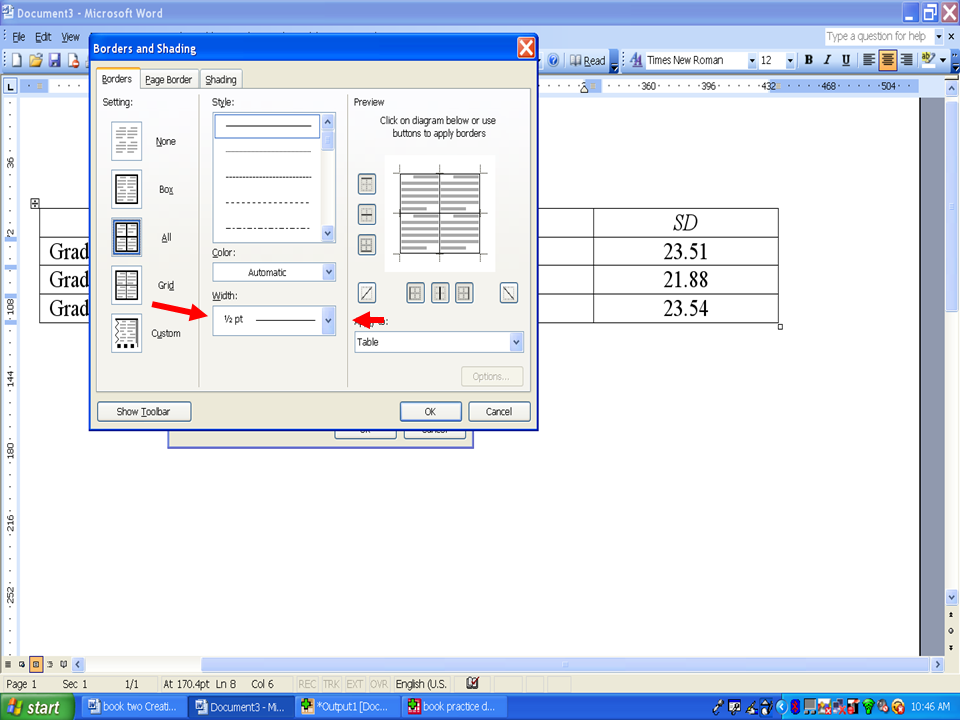 Document3 - Microsoft Word
File Edit View
Type a question for help
Read Times New Roman 12 B I U
L 360 396 432 468 504
36
72
108
144
180
216
252
Borders and Shading
Borders Page Border Shading
Setting:
None
Box
All
Grid
Custom
Style:
Color:
Automatic
Width:
½ pt
Preview
Click on diagram below or use
buttons to apply borders
Table
Options...
Show Toolbar OK Cancel
SD
Grad 23.51
Grad 21.88
Grad 23.54
Page 1 Sec 1 1/1 At 170.4pt Ln 8 Col 6 REC TRK EXT OVR English (U.S.
start book two Creati... Document3 - Mi... *Output1 [Doc... book practice d... 10:46 AM